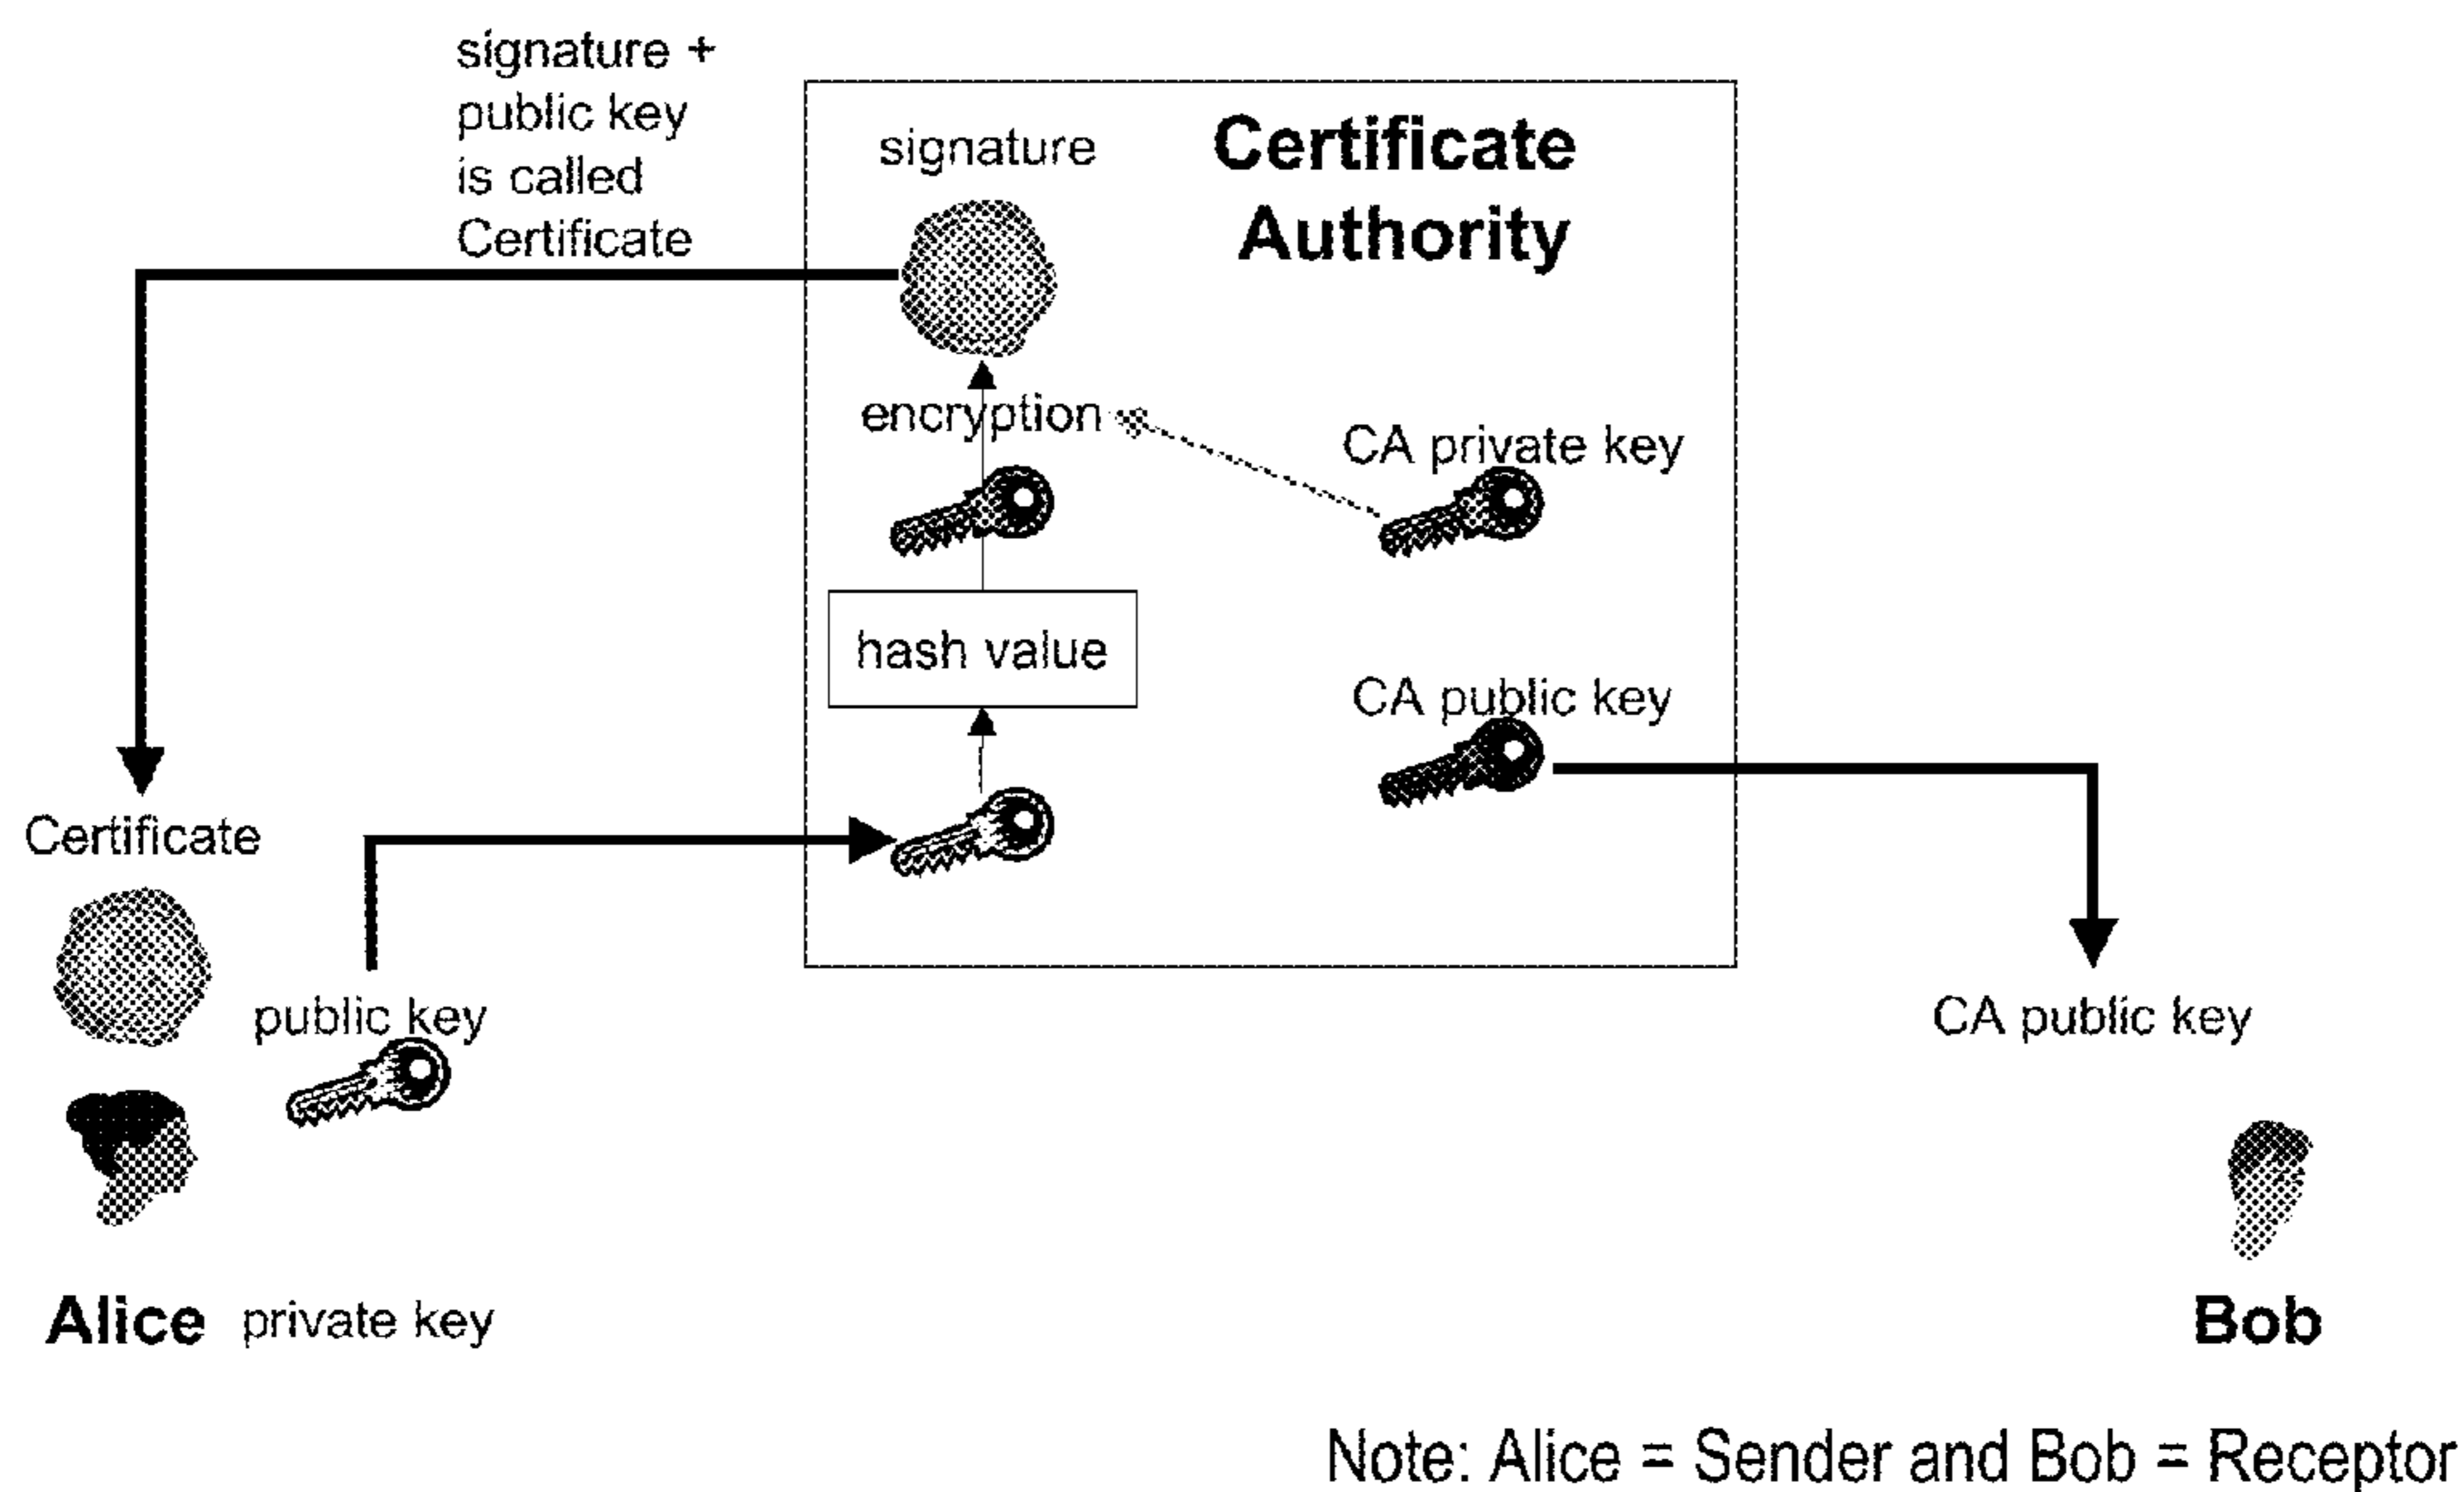 signature +
public key
is called
Certificate
signature
Certificate
Authority
encryption
CA private key
hash value
CA public key
Certificate
public key
CA public key
Alice private key
Bob
Note: Alice = Sender and Bob = Receptor